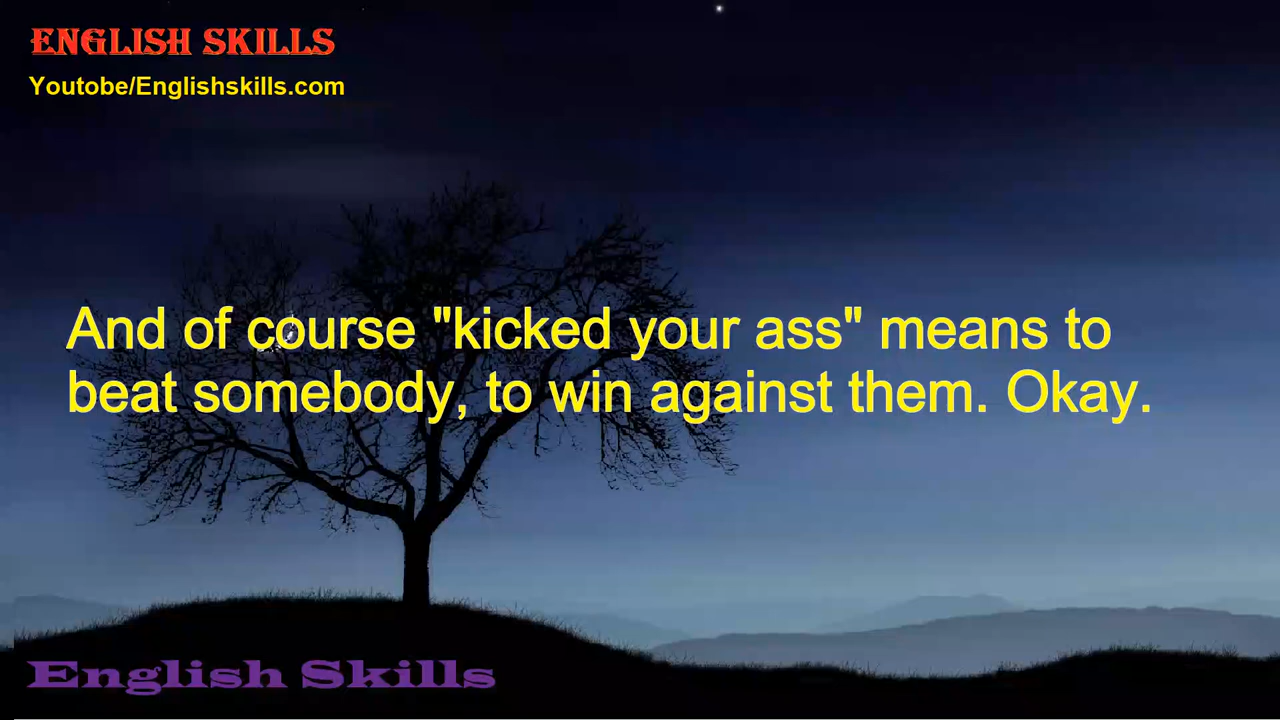 ENGLISH SKILLS
Youtobe/Englishskills.com
And of course "kicked your ass" means to
beat somebody, to win against them. Okay.
English Skills